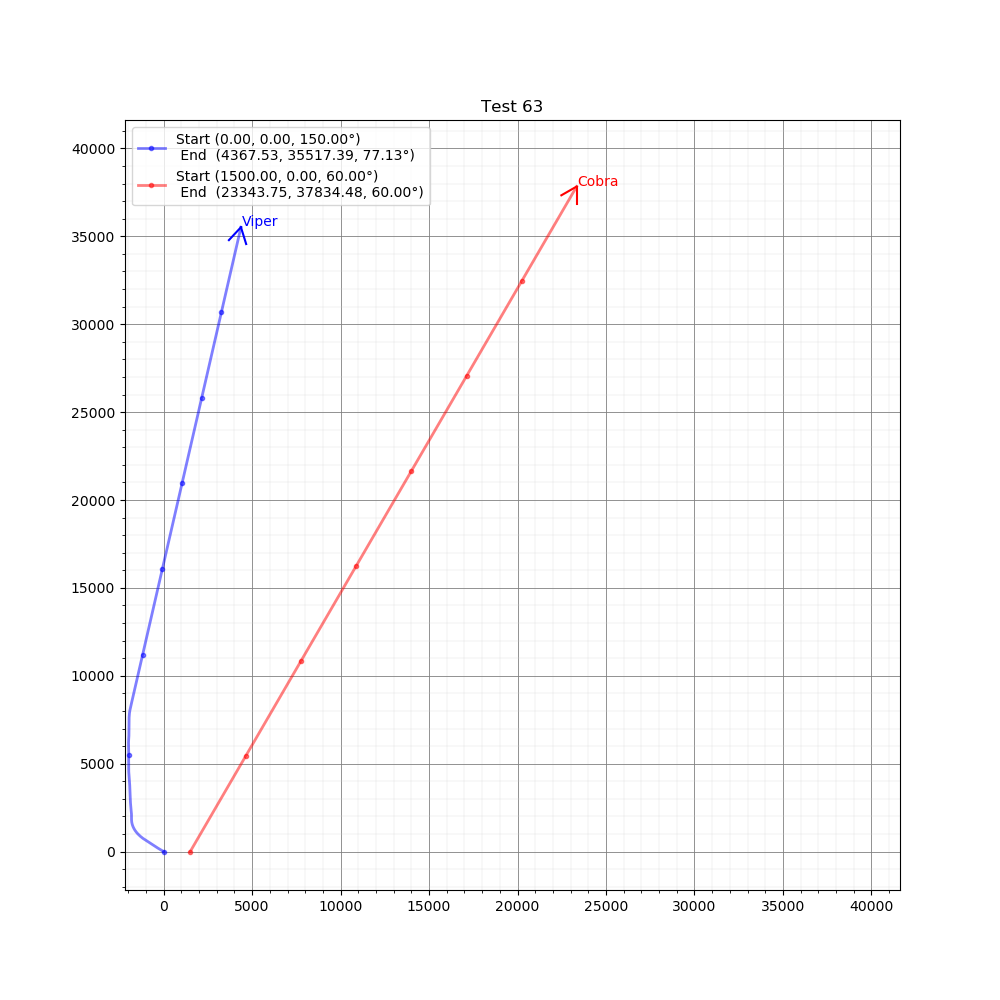 Test 63
Start (0.00, 0.00, 150.00°)
End (4367.53, 35517.39, 77.13°)
Start (1500.00, 0.00, 60.00°)
End (23343.75, 37834.48, 60.00°)
Cobra
Viper
40000
35000
30000
25000
20000
15000
10000
5000
0
0 5000 10000 15000 20000 25000 30000 35000 40000